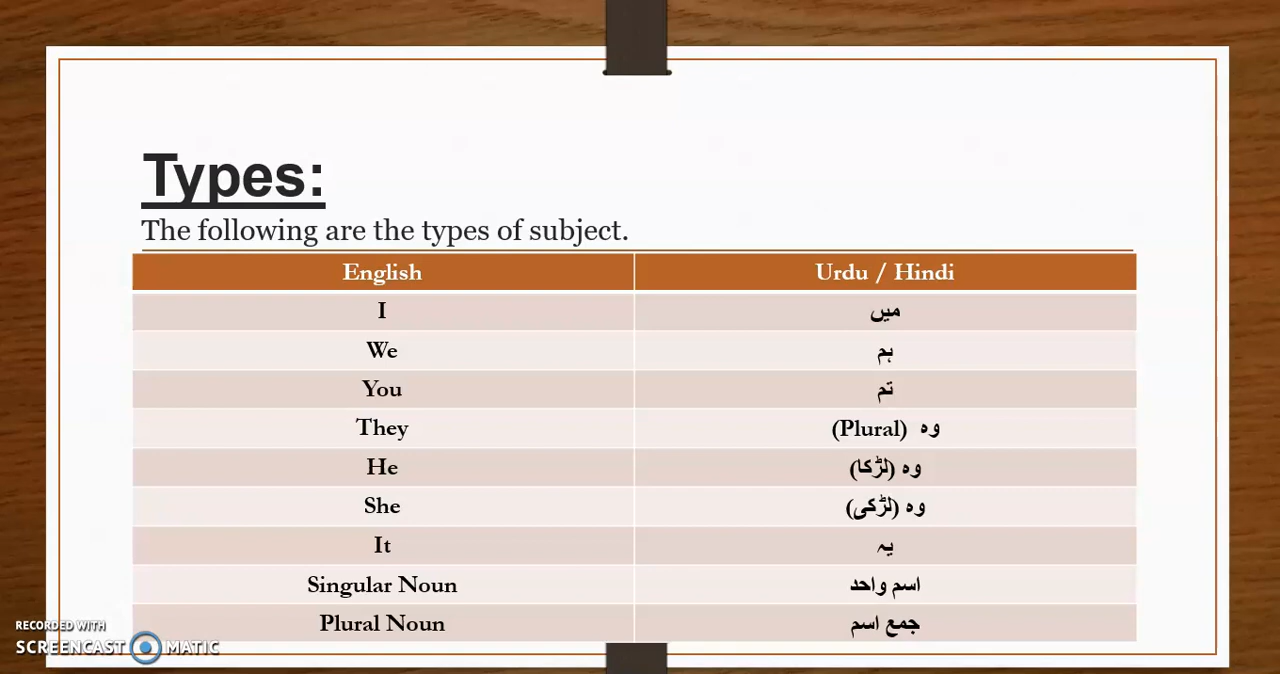 Types:
The following are the types of subject.
English Urdu / Hindi
I میں
We ہم
You تم
They وہ (Plural)
He وہ (لڑکا)
She وہ (لڑکی)
It یہ
Singular Noun اسم واحد
Plural Noun جمع اسم
RECORDED WITH
SCREENCAST MATIC